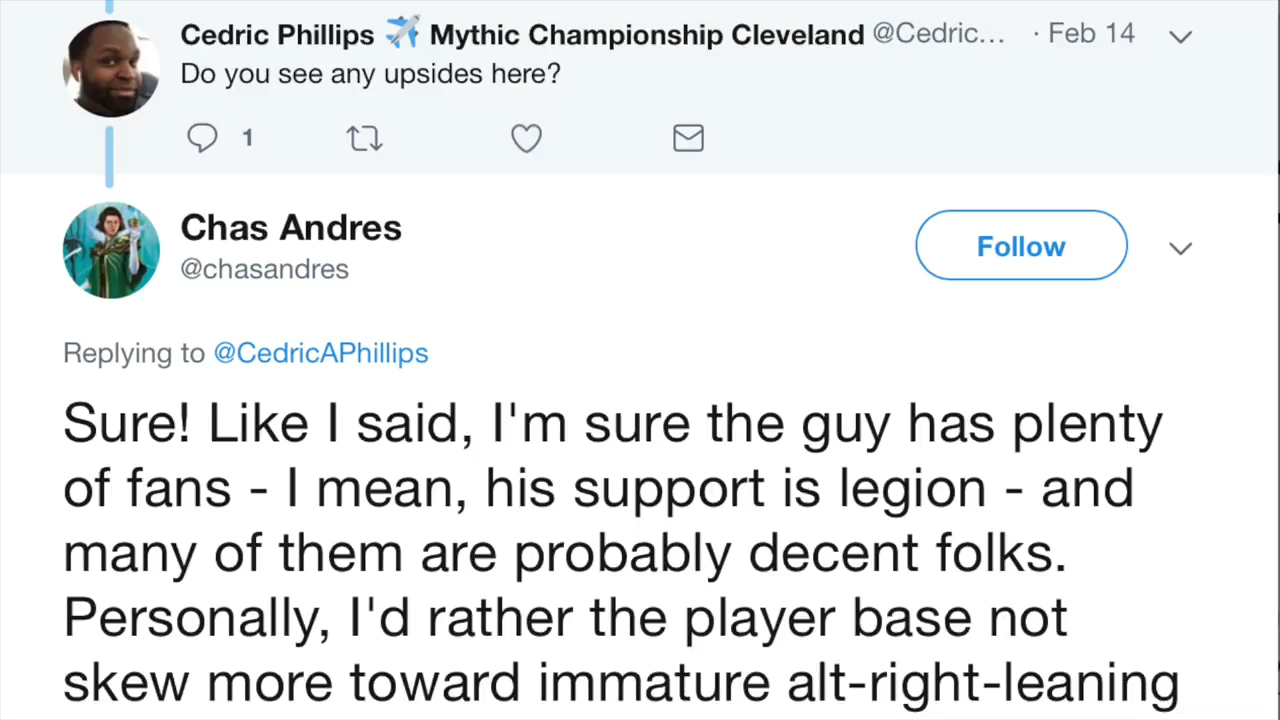 Cedric Phillips ✈️ Mythic Championship Cleveland @Cedric... · Feb 14
Do you see any upsides here?
1
Chas Andres
@chasandres
Follow
Replying to @CedricAPhillips
Sure! Like I said, I'm sure the guy has plenty
of fans - I mean, his support is legion - and
many of them are probably decent folks.
Personally, I'd rather the player base not
skew more toward immature alt-right-leaning